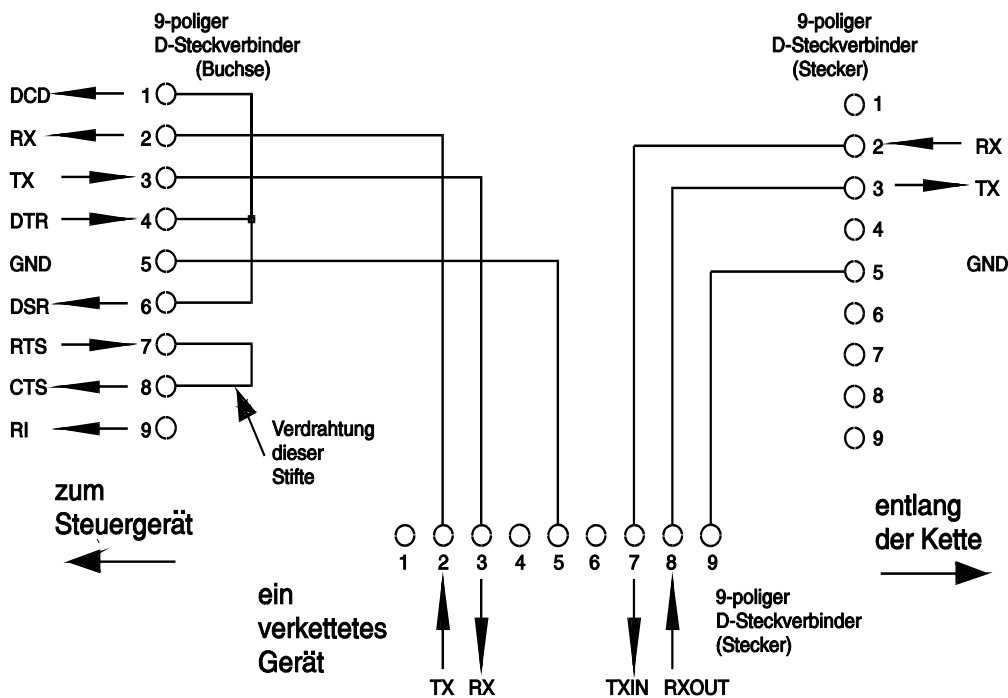 9-poliger
D-Steckverbinder
(Buchse)
9-poliger
D-Steckverbinder
(Stecker)
DCD 1
RX 2
TX 3
DTR 4
GND 5
DSR 6
RTS 7
CTS 8
RI 9
1
2 RX
3 TX
4
5 GND
6
7
8
9
Verdrahtung
dieser
Stifte
zum
Steuergerät
entlang
der Kette
1 2 3 4 5 6 7 8 9
ein
verkettetes
Gerät
9-poliger
D-Steckverbinder
(Stecker)
TX RX TXIN RXOUT